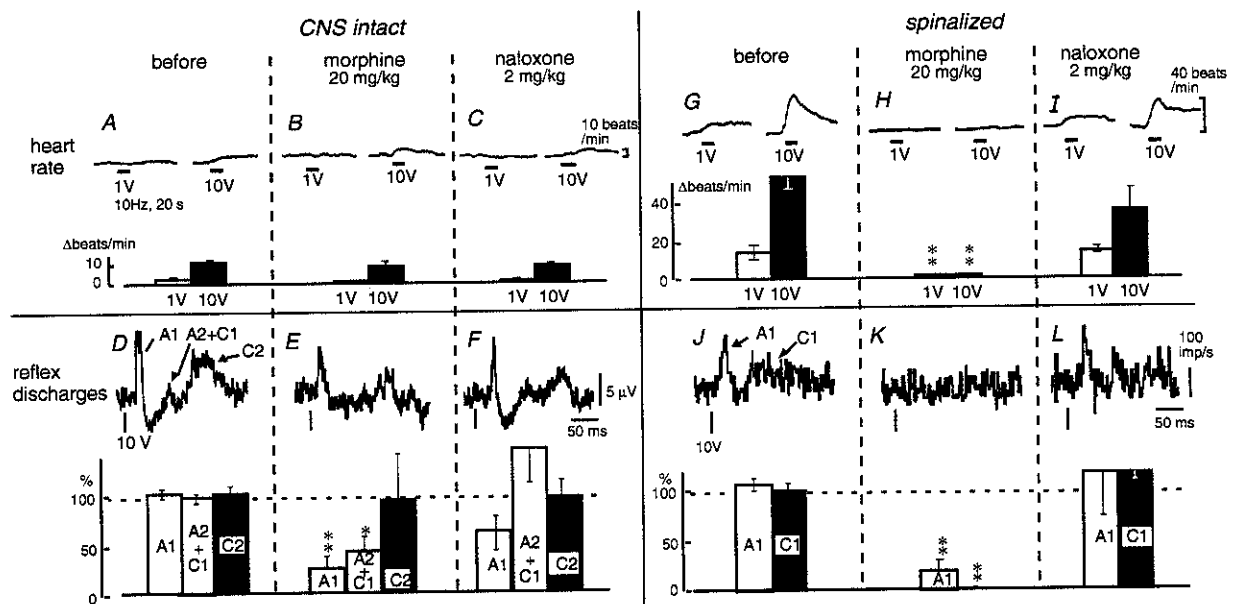 CNS intact
spinalized
before
morphine
20 mg/kg
naloxone
2 mg/kg
before
morphine
20 mg/kg
naloxone
2 mg/kg
40 beats
/min
A
B
C
10 beats
/min
G
H
I
heart
rate
1V
10V
1V
10V
1V
10V
1V
10V
1V
10V
1V
10V
10Hz, 20 s
Δbeats/min
10
0
1V 10V
1V 10V
1V 10V
Δbeats/min
40
20
0
**
**
1V 10V
1V 10V
1V 10V
D
A1
A2+C1
C2
E
F
J
A1
C1
K
L
100
imp/s
reflex
discharges
5 µV
50 ms
50 ms
10 V
10V
%
100
50
0
A1
A2
+
C1
C2
**
A1
*
A2
+
C1
C2
A1
A2
+
C1
C2
%
100
50
0
A1
C1
**
A1
**
A1
C1